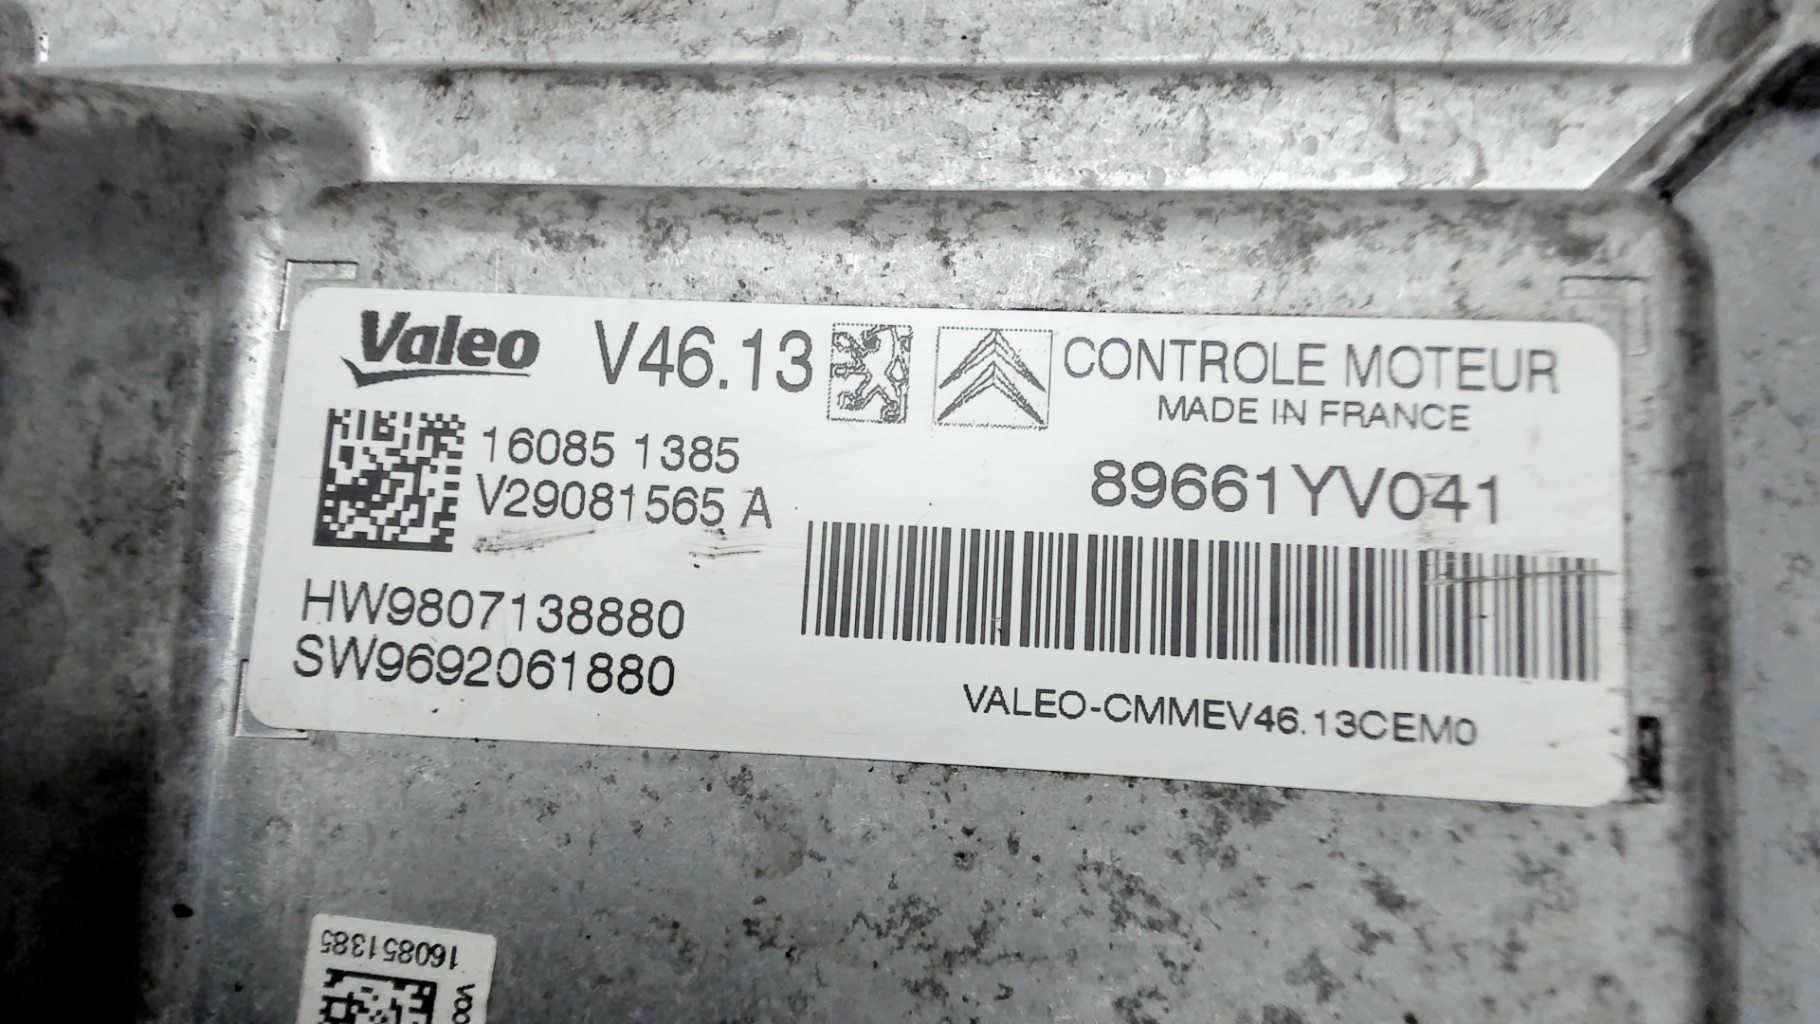 Valeo V46.13 CONTROLE MOTEUR
MADE IN FRANCE
16085 1385
V29081565 A
89661YV041
HW9807138880
SW9692061880
VALEO-CMMEV46.13CEM0
160851385